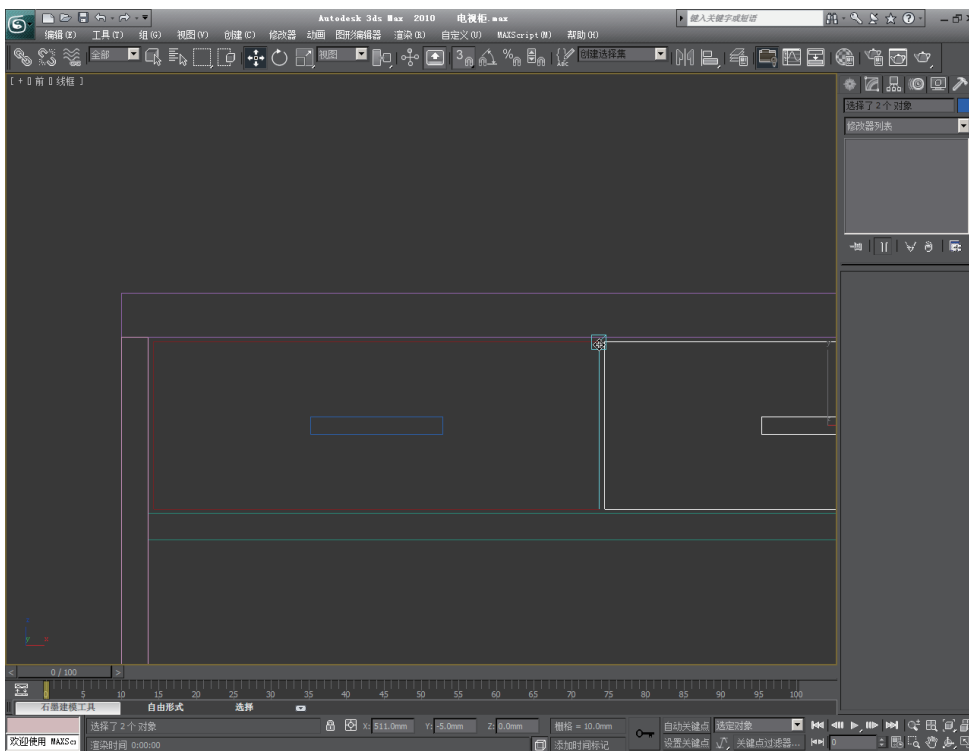 Autodesk 3ds Max 2010 电视柜.max 键入关键字或短语
编辑(E) 工具(T) 组(G) 视图(V) 创建(C) 修改器 动画 图形编辑器 渲染(R) 自定义(U) MAXScript(M) 帮助(H)
全部 视图 3 创建选择集
[ + 前 线框 ]
选择了2个对象
修改器列表
0 / 100
5 10 15 20 25 30 35 40 45 50 55 60 65 70 75 80 85 90 95 100
石墨建模工具 自由形式 选择
选择了2个对象 X: 511.0mm Y: -5.0mm Z: 0.0mm 栅格 = 10.0mm 自动关键点 选定对象
欢迎使用 MAXSc 渲染时间 0:00:00 添加时间标记 设置关键点 关键点过滤器... 0